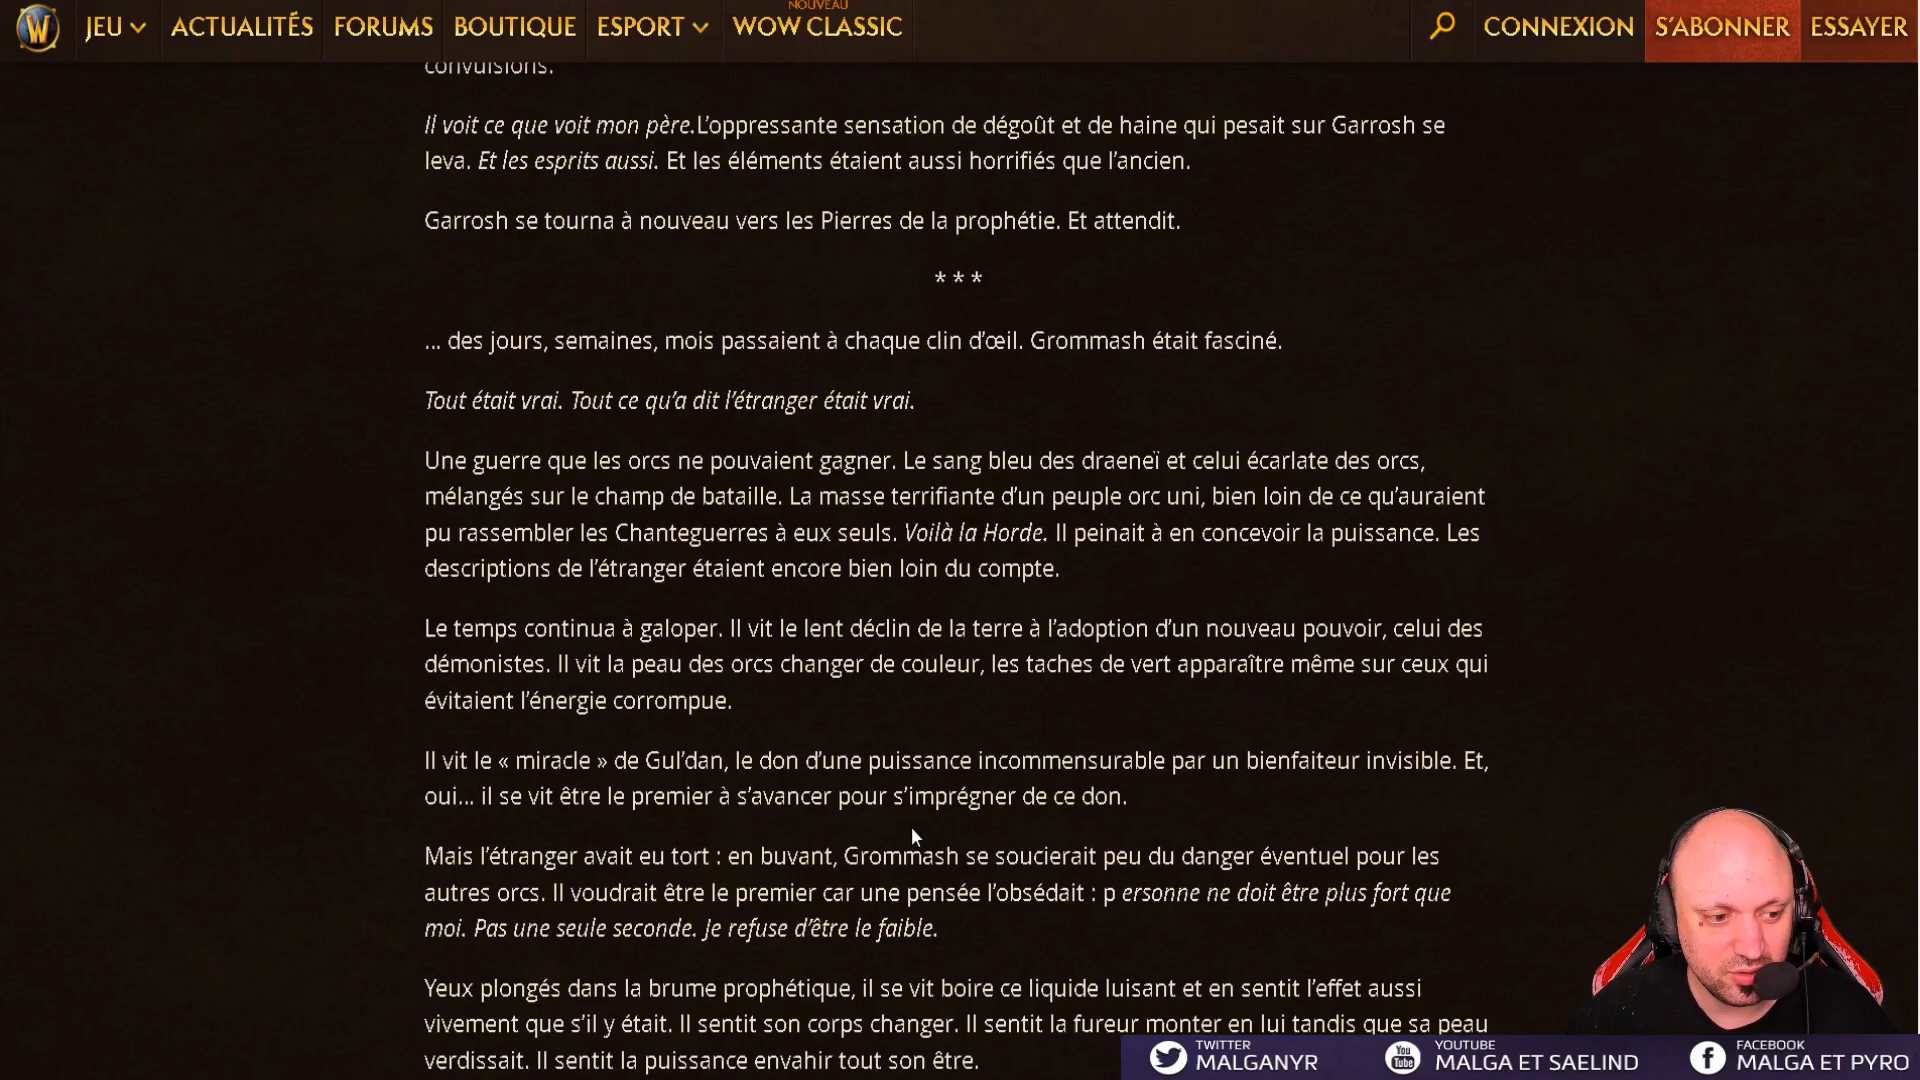 NOUVEAU
JEU ACTUALITÉS FORUMS BOUTIQUE ESPORT WOW CLASSIC CONNEXION S'ABONNER ESSAYER
convulsions.
Il voit ce que voit mon père.L'oppressante sensation de dégoût et de haine qui pesait sur Garrosh se
leva. Et les esprits aussi. Et les éléments étaient aussi horrifiés que l'ancien.
Garrosh se tourna à nouveau vers les Pierres de la prophétie. Et attendit.
* * *
... des jours, semaines, mois passaient à chaque clin d'œil. Grommash était fasciné.
Tout était vrai. Tout ce qu'a dit l'étranger était vrai.
Une guerre que les orcs ne pouvaient gagner. Le sang bleu des draeneï et celui écarlate des orcs,
mélangés sur le champ de bataille. La masse terrifiante d'un peuple orc uni, bien loin de ce qu'auraient
pu rassembler les Chanteguerres à eux seuls. Voilà la Horde. Il peinait à en concevoir la puissance. Les
descriptions de l'étranger étaient encore bien loin du compte.
Le temps continua à galoper. Il vit le lent déclin de la terre à l'adoption d'un nouveau pouvoir, celui des
démonistes. Il vit la peau des orcs changer de couleur, les taches de vert apparaître même sur ceux qui
évitaient l'énergie corrompue.
Il vit le « miracle » de Gul'dan, le don d'une puissance incommensurable par un bienfaiteur invisible. Et,
oui... il se vit être le premier à s'avancer pour s'imprégner de ce don.
Mais l'étranger avait eu tort : en buvant, Grommash se soucierait peu du danger éventuel pour les
autres orcs. Il voudrait être le premier car une pensée l'obsédait : p ersonne ne doit être plus fort que
moi. Pas une seule seconde. Je refuse d'être le faible.
Yeux plongés dans la brume prophétique, il se vit boire ce liquide luisant et en sentit l'effet aussi
vivement que s'il y était. Il sentit son corps changer. Il sentit la fureur monter en lui tandis que sa peau
verdissait. Il sentit la puissance envahir tout son être.
TWITTER
MALGANYR
YOUTUBE
MALGA ET SAELIND
FACEBOOK
MALGA ET PYRO